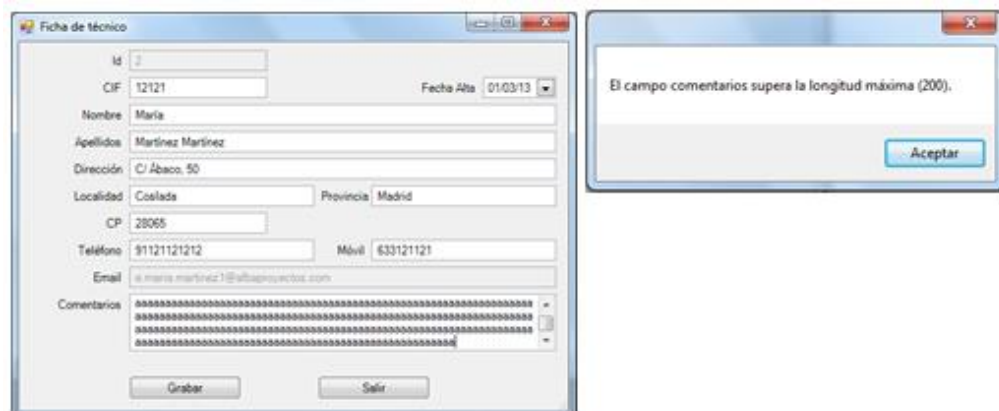 Ficha de técnico
Id 2
CIF 12121 Fecha Alta 01/03/13
Nombre María
Apellidos Martínez Martínez
Dirección C/ Ábaco, 50
Localidad Coslada Provincia Madrid
CP 28065
Teléfono 91121121212 Móvil 633121121
Email
Comentarios
Grabar Salir
El campo comentarios supera la longitud máxima (200).
Aceptar